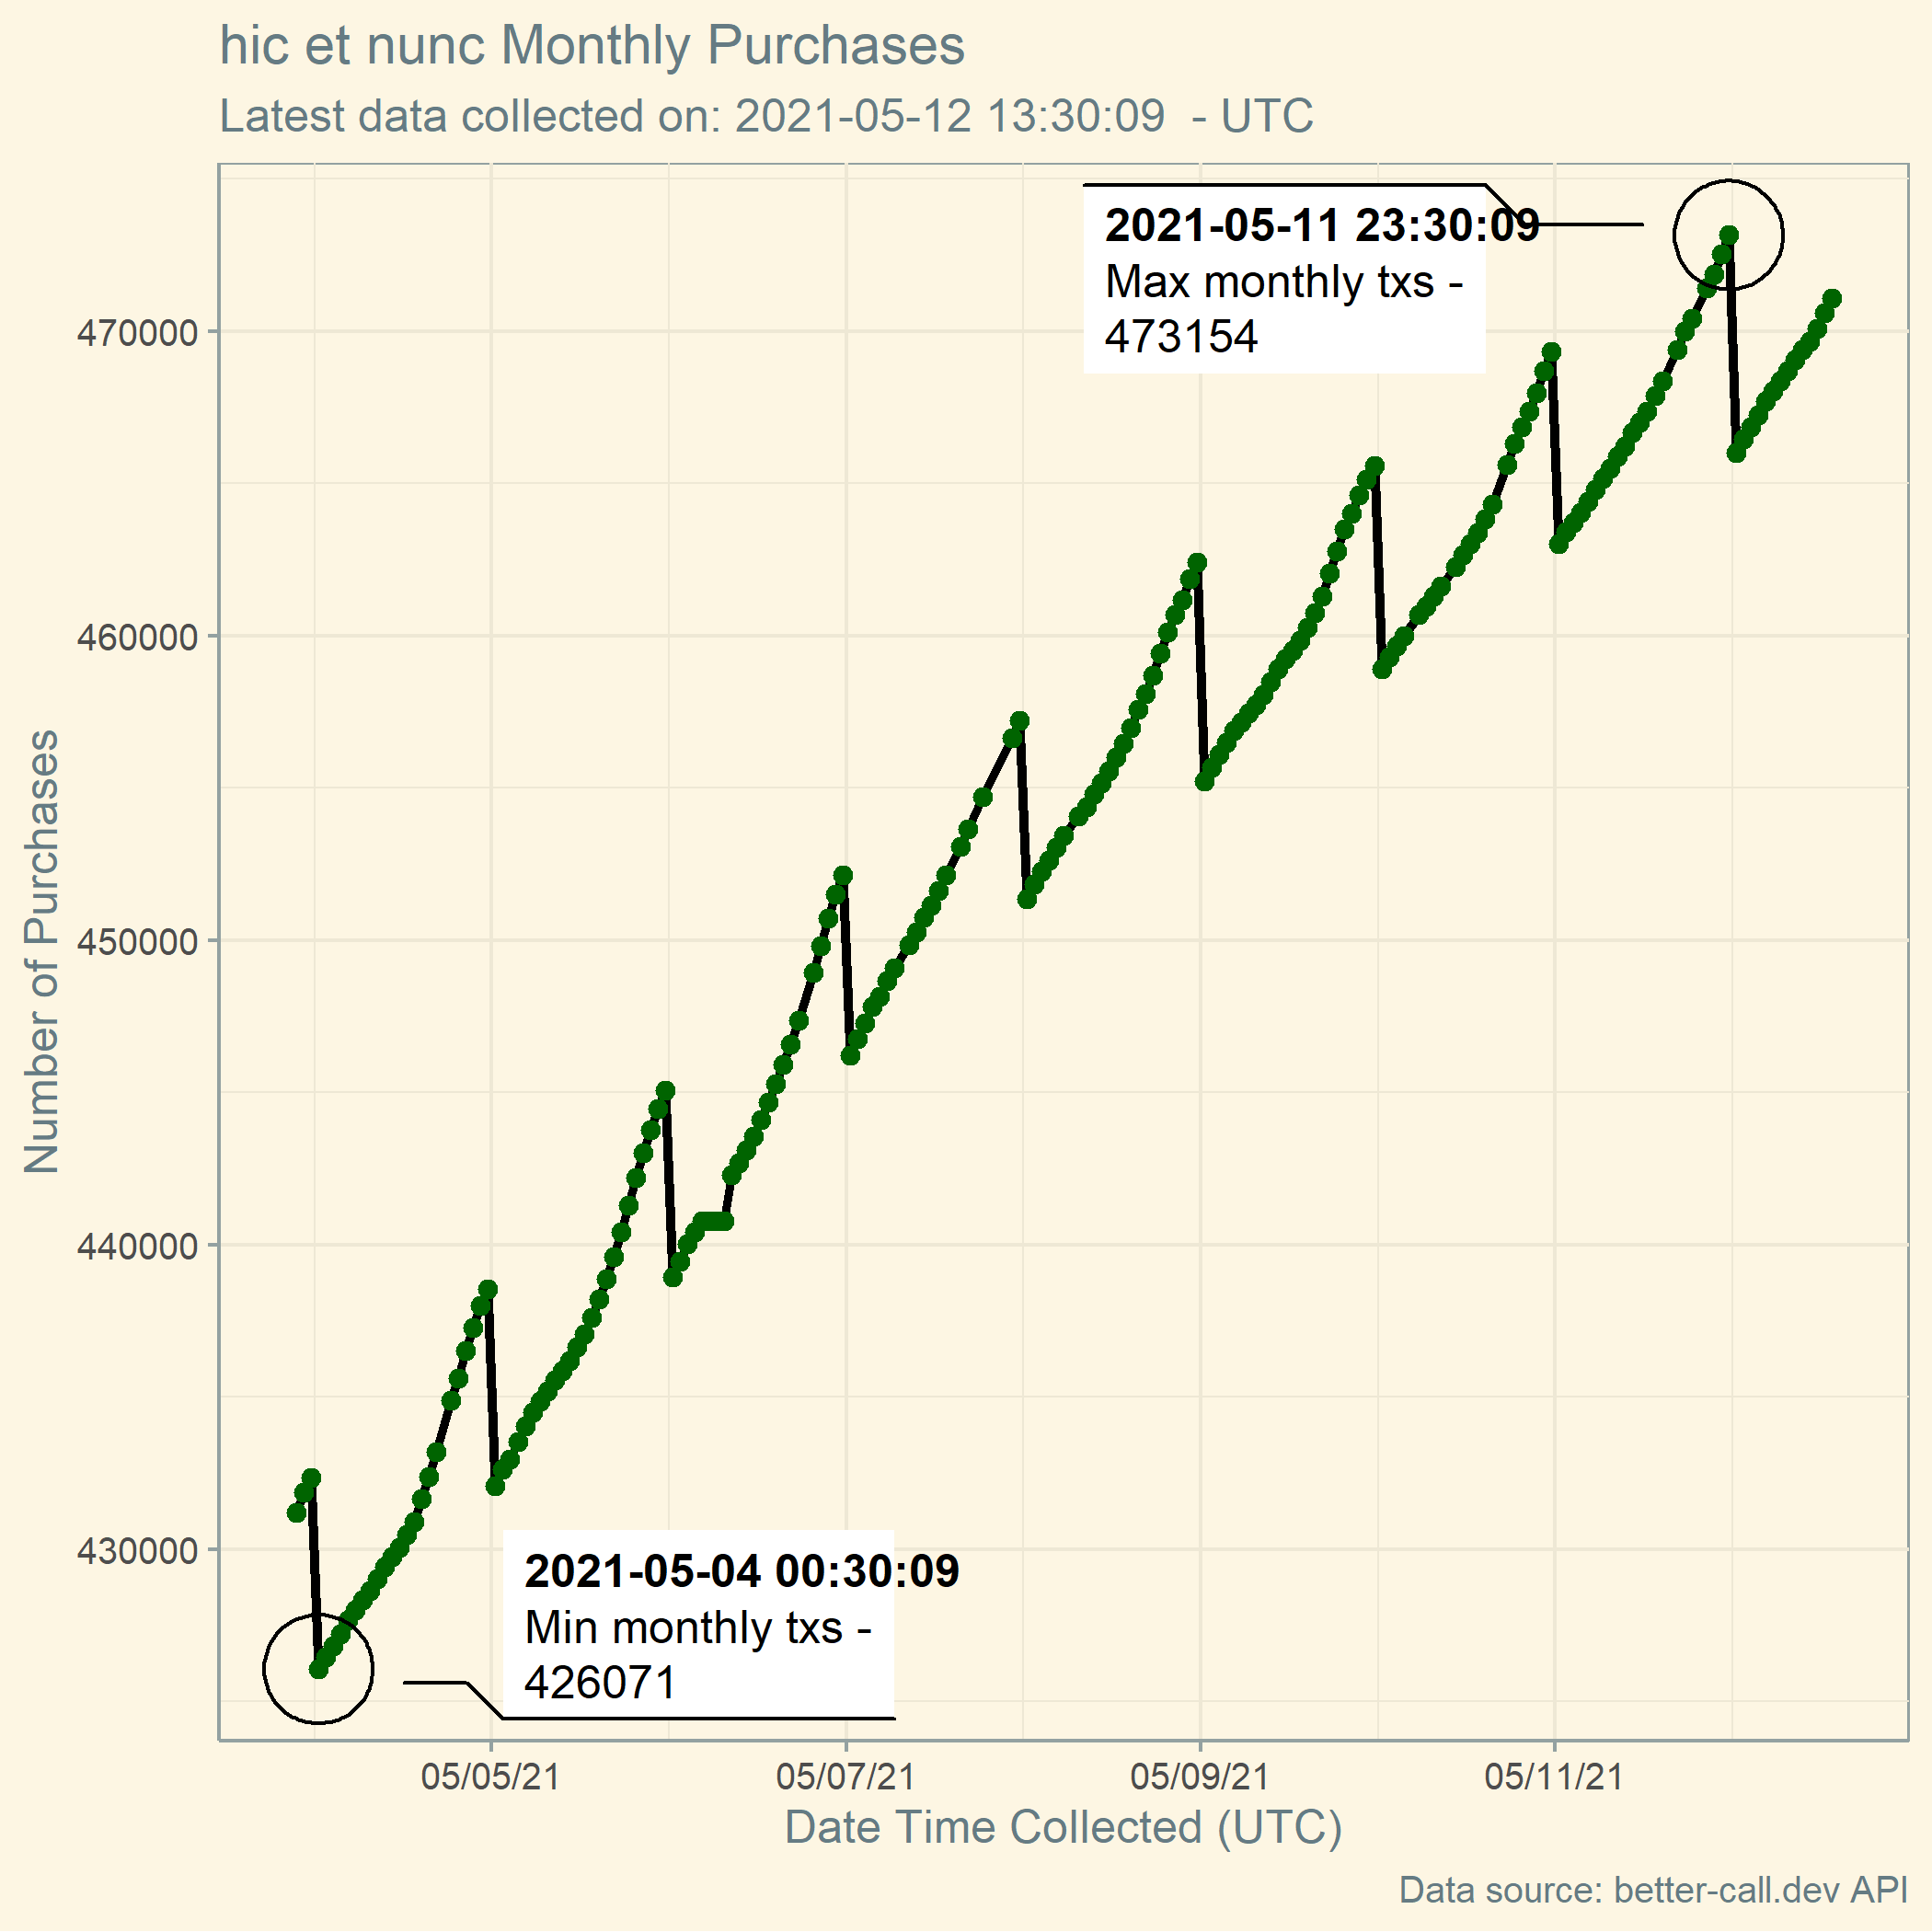 hic et nunc Monthly Purchases
Latest data collected on: 2021-05-12 13:30:09  - UTC
2021-05-11 23:30:09
Max monthly txs -
473154
470000
460000
Number of Purchases
450000
440000
430000
2021-05-04 00:30:09
Min monthly txs -
426071
05/05/21 05/07/21 05/09/21 05/11/21
Date Time Collected (UTC)
Data source: better-call.dev API